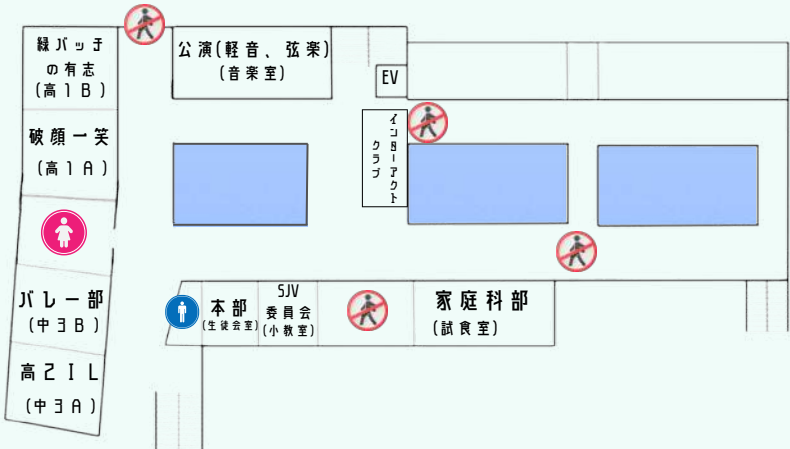 緑バッチ
の有志
(高1B)
破顔一笑
(高1A)
バレー部
(中3B)
高2IL
(中3A)
公演(軽音、弦楽)
(音楽室)
EV
インターアクト
クラブ
本部
(生徒会室)
SJV
委員会
(小教室)
家庭科部
(試食室)